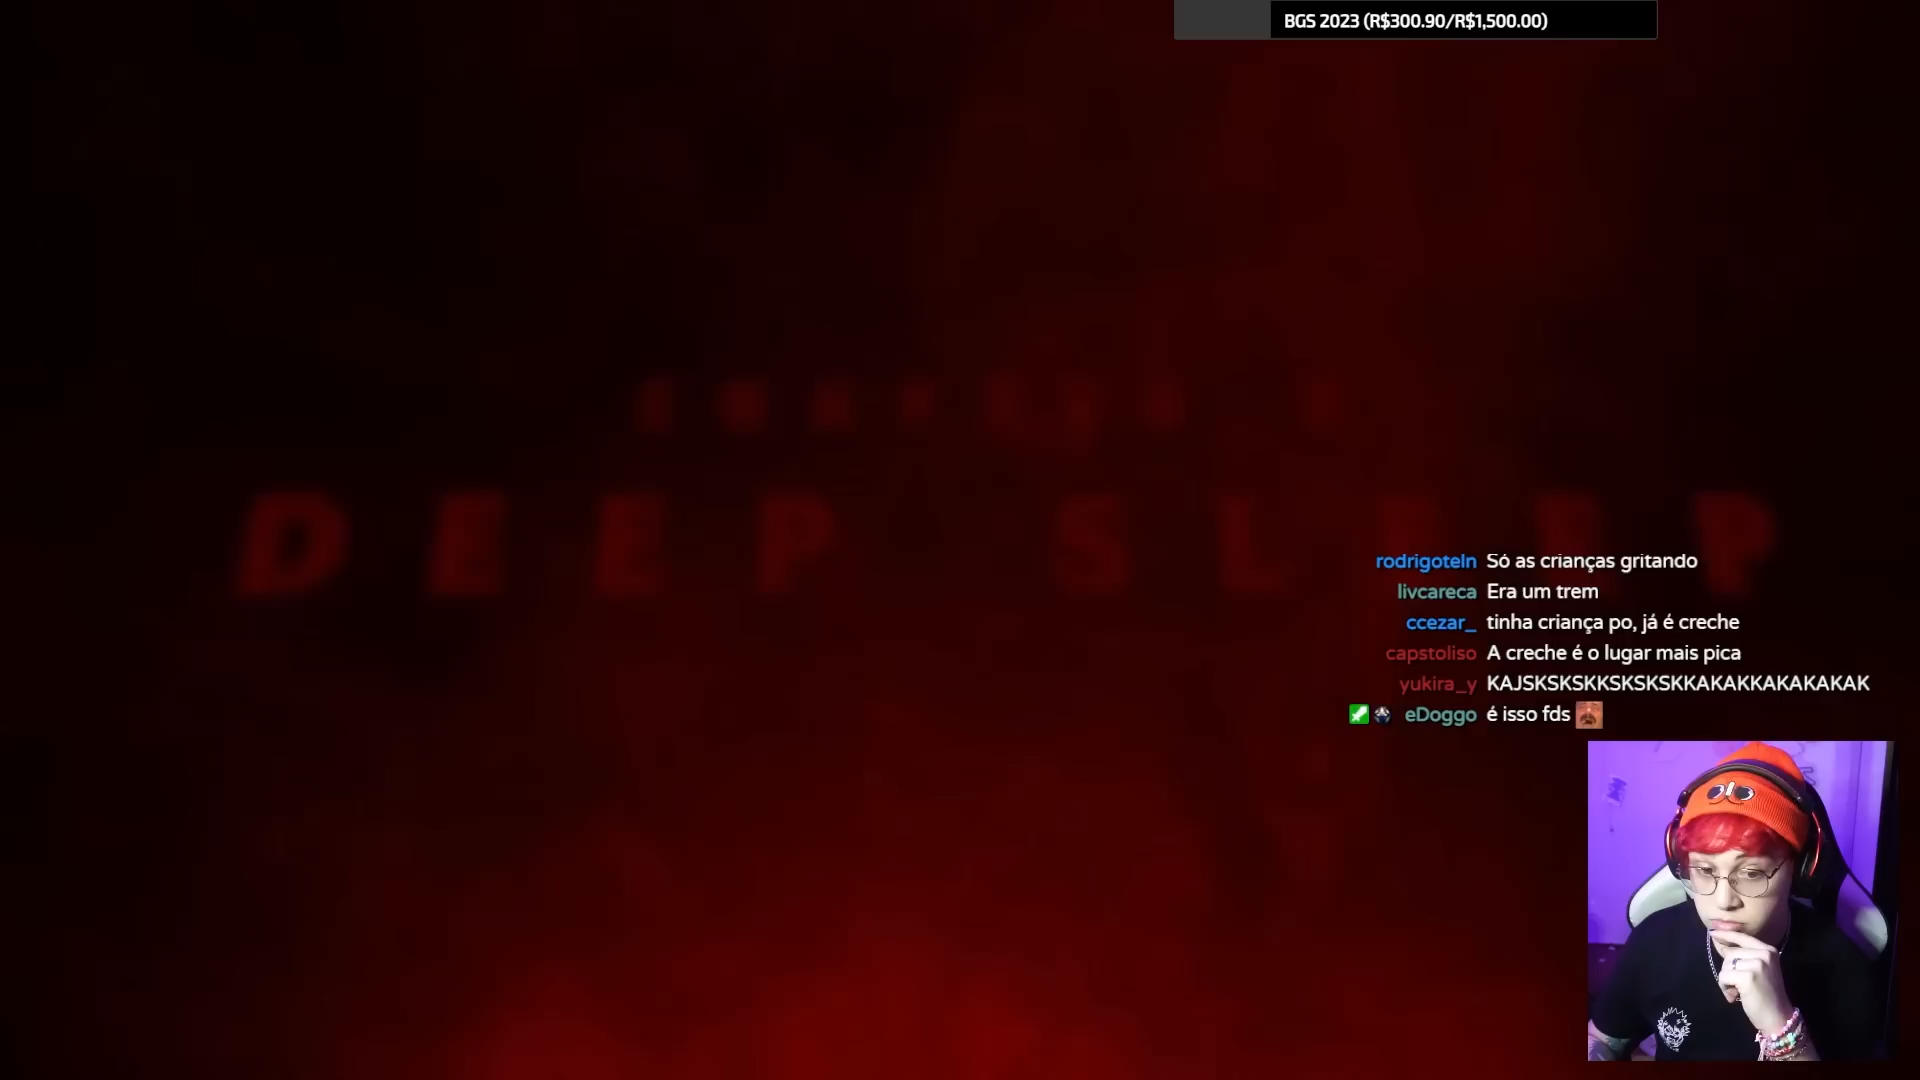 BGS 2023 (R$300.90/R$1,500.00)
DEEP SLEEP
rodrigoteln Só as crianças gritando
livcareca Era um trem
ccezar_ tinha criança po, já é creche
capstoliso A creche é o lugar mais pica
yukira_y KAJSKSKSKKSKSKSKKAKAKKAKAKAKAK
eDoggo é isso fds